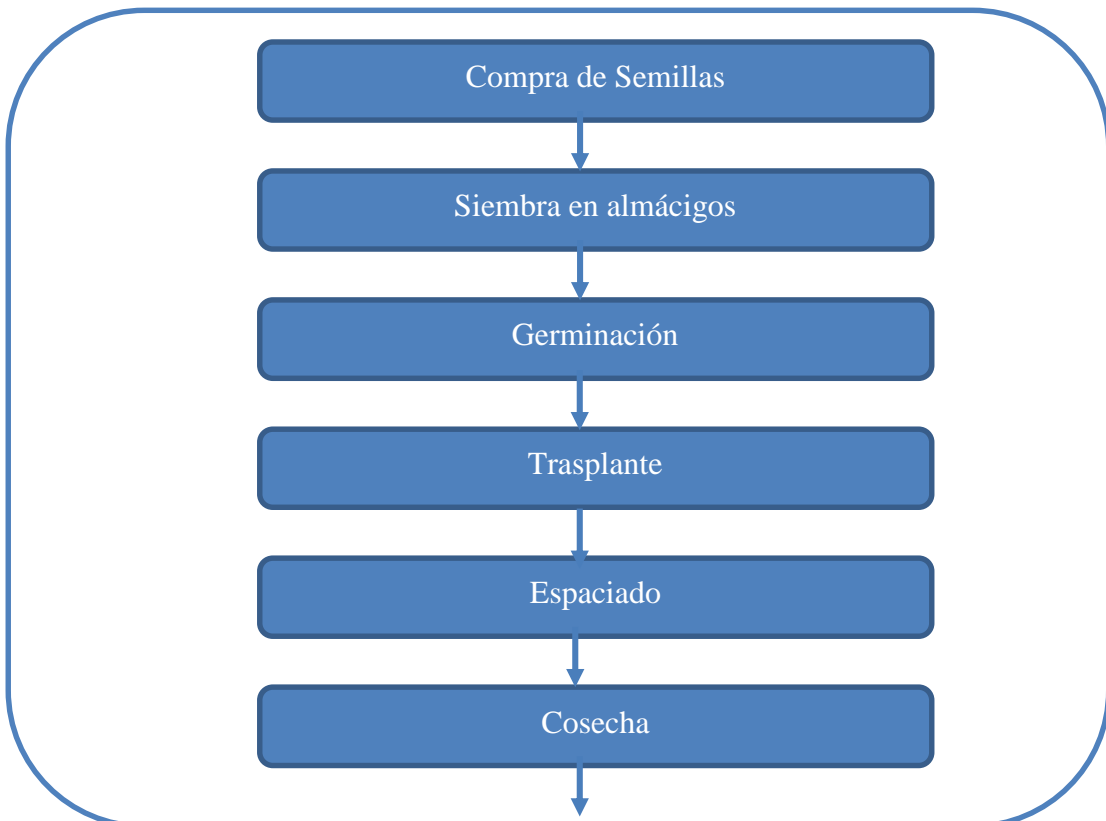 Compra de Semillas
Siembra en almácigos
Germinación
Trasplante
Espaciado
Cosecha